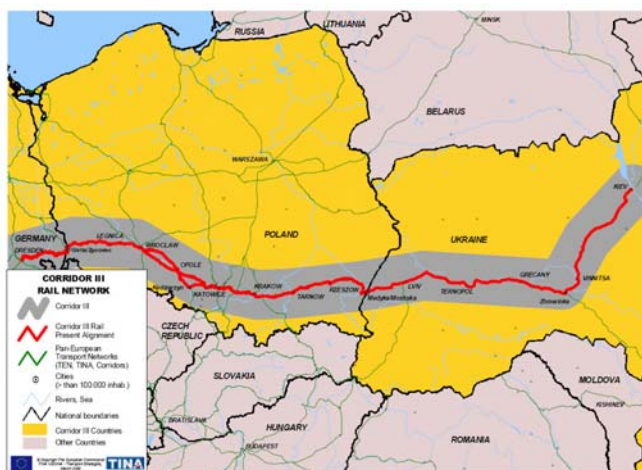 RUSSIA
LITHUANIA
MINSK
BELARUS
WARSZAWA
KIEV
POLAND
UKRAINE
GERMANY
DRESDEN
LEGNICA
WROCLAW
OPOLE
KATOWICE
KRAKOW
TARNOW
RZESZOW
Medyka/Mostiska
LVIV
TERNOPOL
GRECANY
VINNITSA
CZECH
REPUBLIC
SLOVAKIA
BRATISLAVA
HUNGARY
BUDAPEST
ROMANIA
MOLDOVA
KISHINEV
CORRIDOR III
RAIL NETWORK
Corridor III
Corridor III Rail
Present Alignment
Pan-European
Transport Networks
(TEN, TINA, Corridors)
Cities
(> than 100.000 inhab.)
Rivers, Sea
National boundaries
Corridor III Countries
Other Countries
TINA